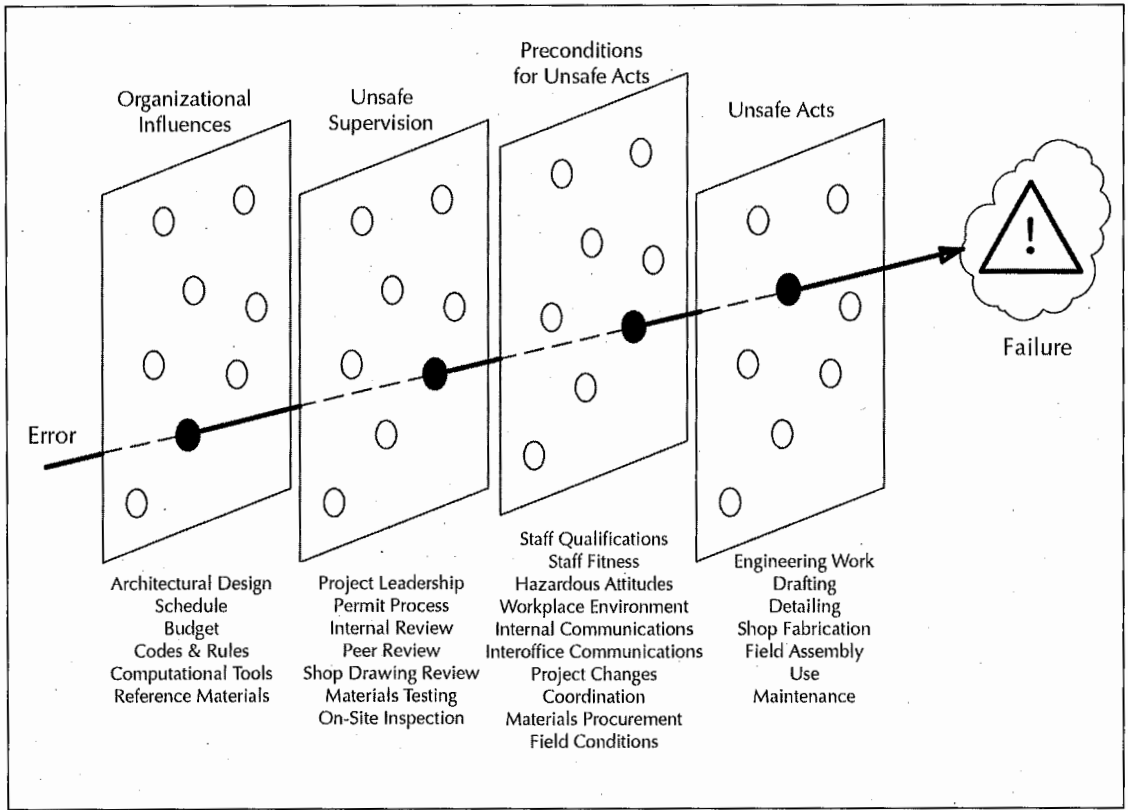 Organizational
Influences
Unsafe
Supervision
Preconditions
for Unsafe Acts
Unsafe Acts
Error
!
Failure
Architectural Design
Schedule
Budget
Codes & Rules
Computational Tools
Reference Materials
Project Leadership
Permit Process
Internal Review
Peer Review
Shop Drawing Review
Materials Testing
On-Site Inspection
Staff Qualifications
Staff Fitness
Hazardous Attitudes
Workplace Environment
Internal Communications
Interoffice Communications
Project Changes
Coordination
Materials Procurement
Field Conditions
Engineering Work
Drafting
Detailing
Shop Fabrication
Field Assembly
Use
Maintenance